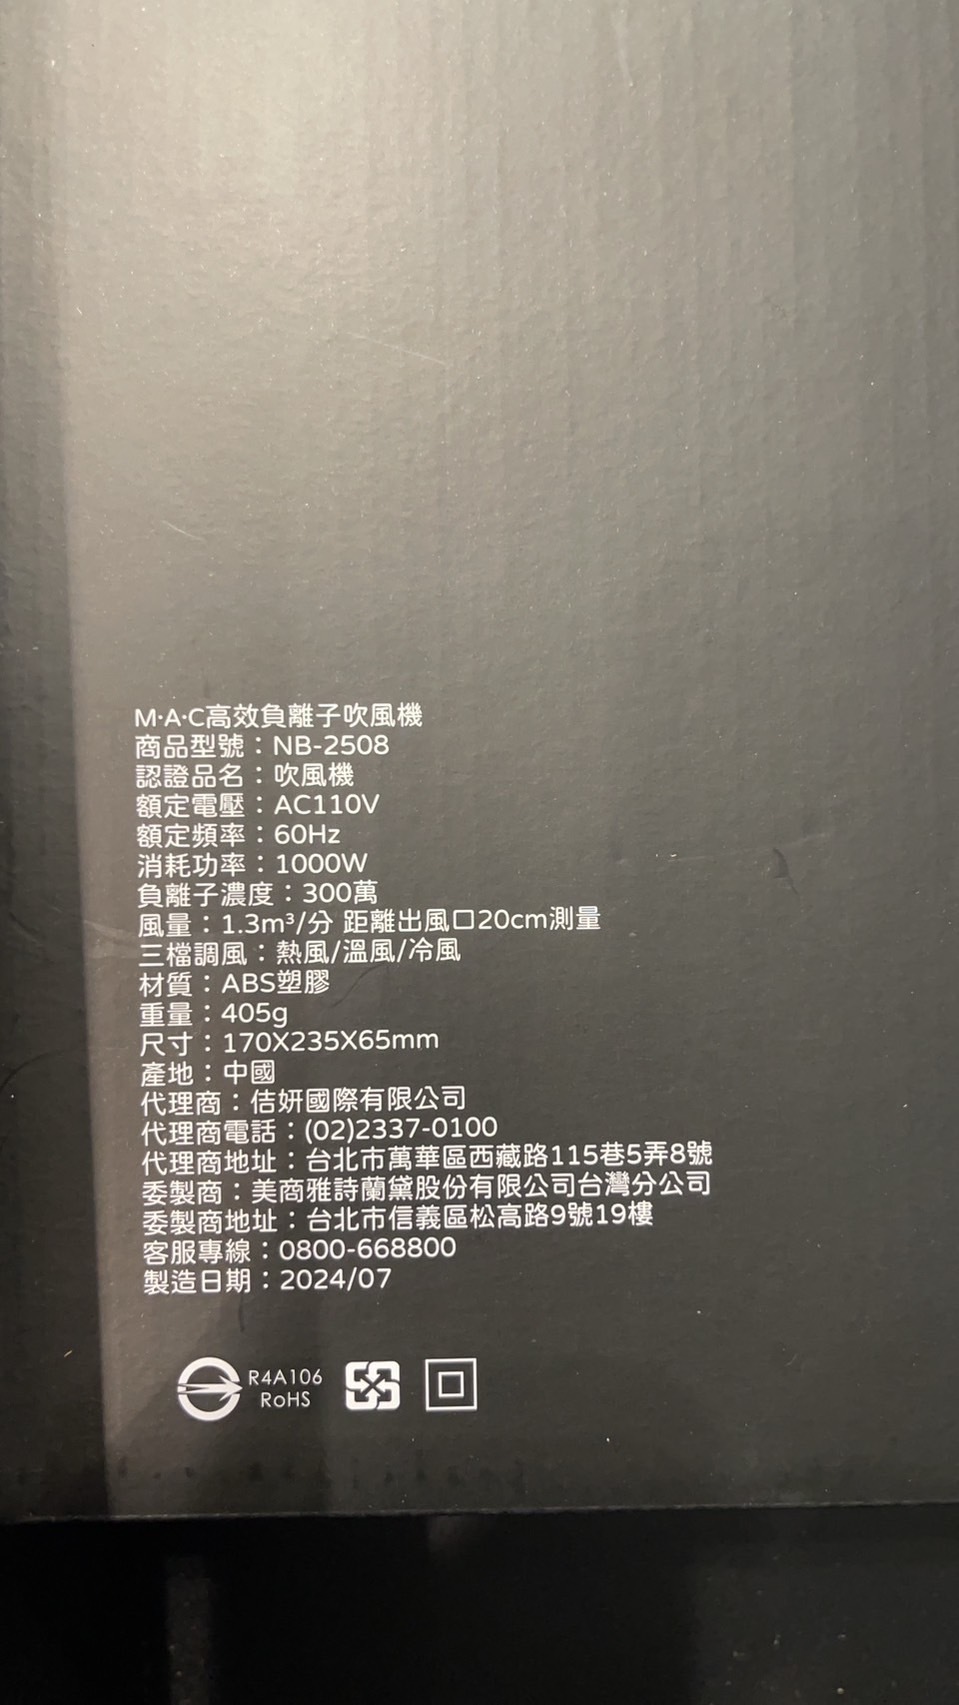 M·A·C高效負離子吹風機
商品型號：NB-2508
認證品名：吹風機
額定電壓：AC110V
額定頻率：60Hz
消耗功率：1000W
負離子濃度：300萬
風量：1.3m³/分 距離出風口20cm測量
三檔調風：熱風/溫風/冷風
材質：ABS塑膠
重量：405g
尺寸：170X235X65mm
產地：中國
代理商：佶妍國際有限公司
代理商電話：(02)2337-0100
代理商地址：台北市萬華區西藏路115巷5弄8號
委製商：美商雅詩蘭黛股份有限公司台灣分公司
委製商地址：台北市信義區松高路9號19樓
客服專線：0800-668800
製造日期：2024/07
R4A106
RoHS